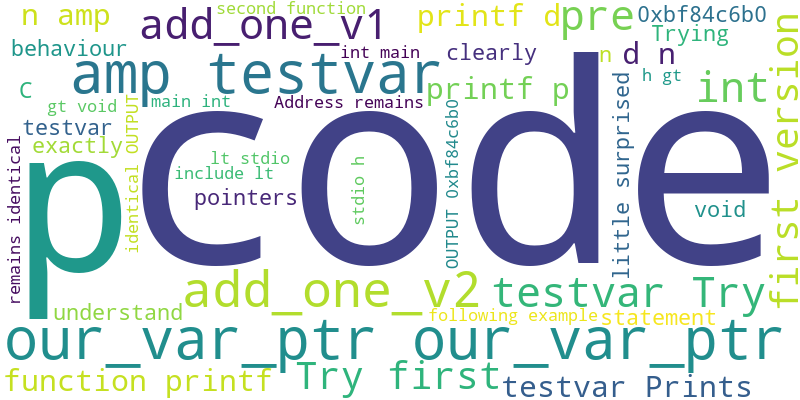 second function
n amp
add_one_v1
printf d
pre
0xbf84c6b0
Trying
behaviour
int main
clearly
n
d n
amp testvar
C
h gt
int
printf p
gt void
main int
Address remains
testvar
exactly
code
p
lt stdio
include lt
pointers
stdio h
identical OUTPUT
remains identical
OUTPUT 0xbf84c6b0
little surprised
first version
void
add_one_v2
testvar Try
understand
following example
statement
our_var_ptr our_var_ptr
function printf
Try first
testvar Prints